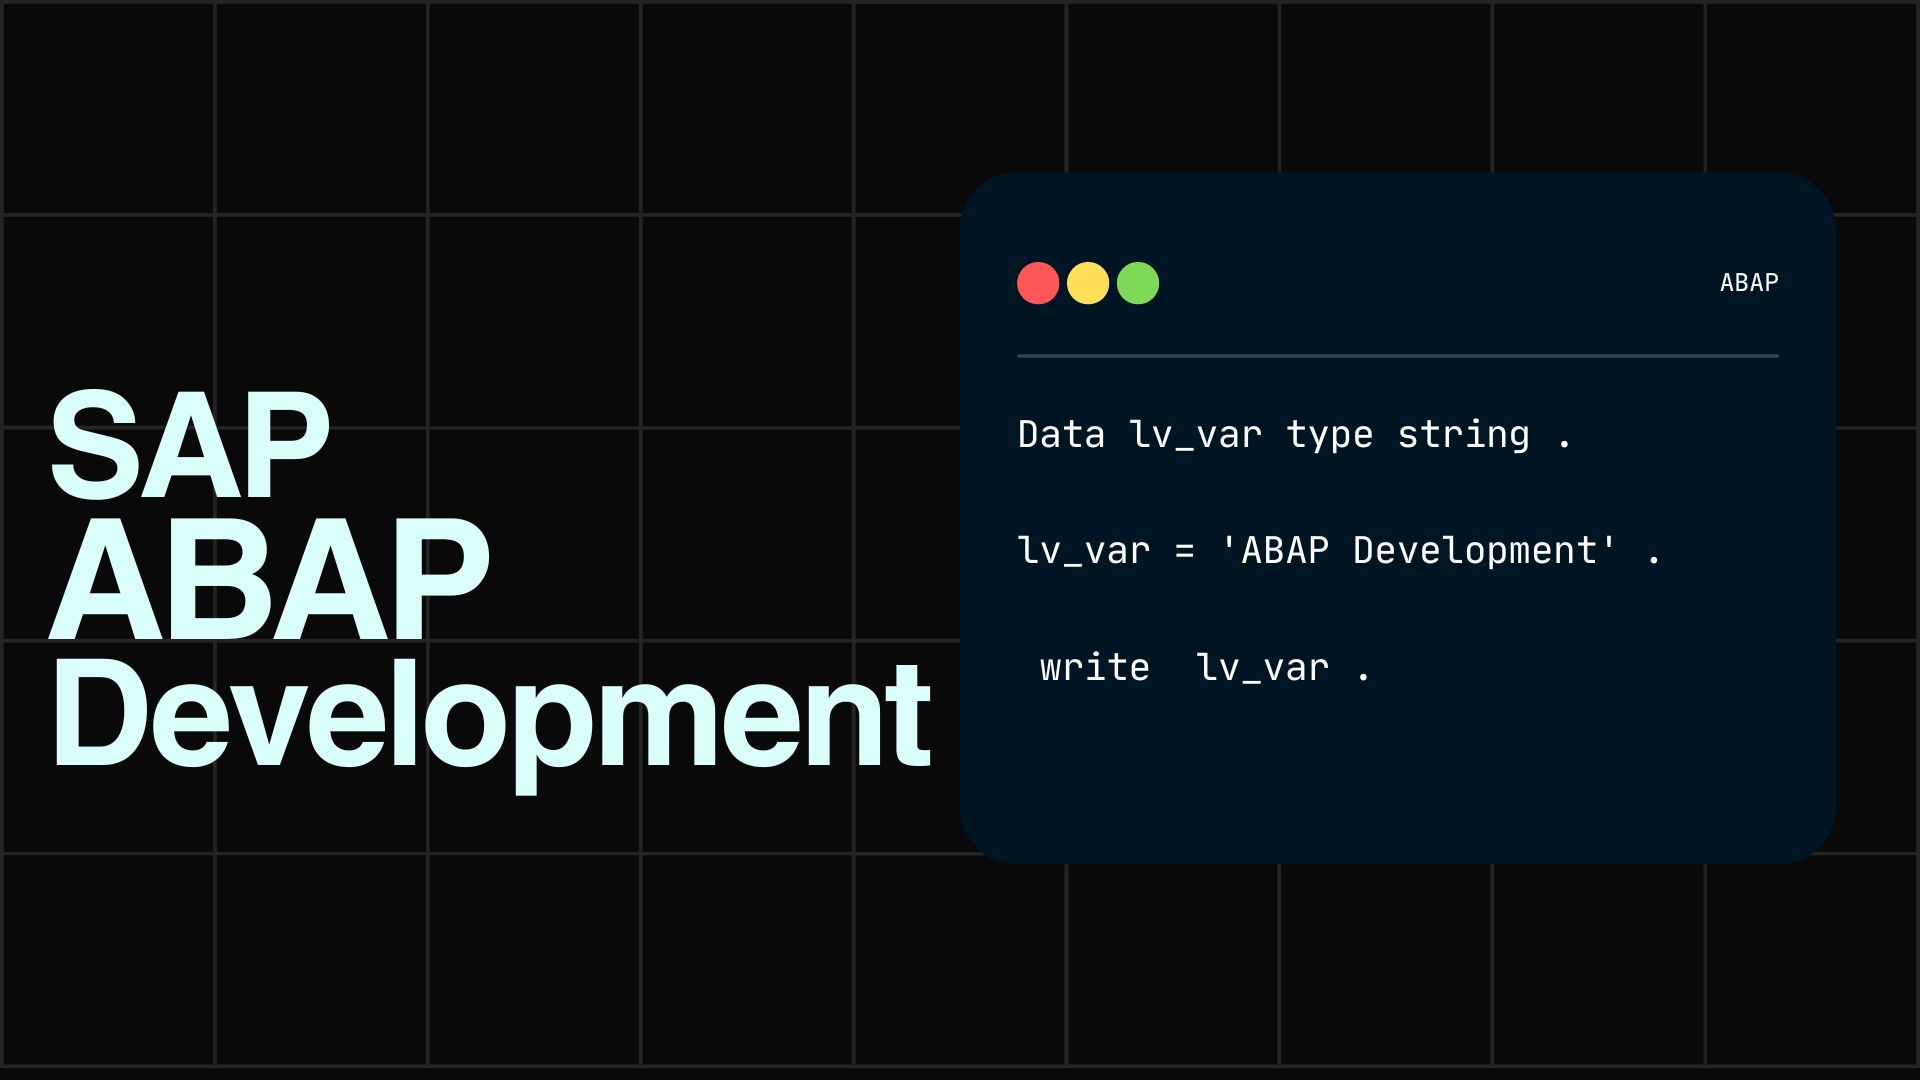 SAP
ABAP
Development
ABAP
Data lv_var type string .
lv_var = 'ABAP Development' .
write  lv_var .